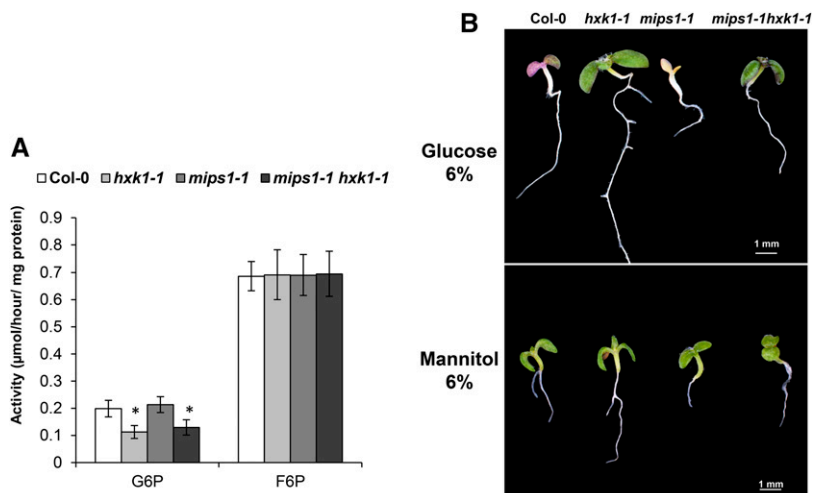 A
Col-0 hxk1-1 mips1-1 mips1-1 hxk1-1
Activity (µmol/hour/ mg protein)
0.9
0.8
0.7
0.6
0.5
0.4
0.3
0.2
0.1
0
* *
G6P F6P
B
Col-0 hxk1-1 mips1-1 mips1-1hxk1-1
Glucose
6%
1 mm
Mannitol
6%
1 mm